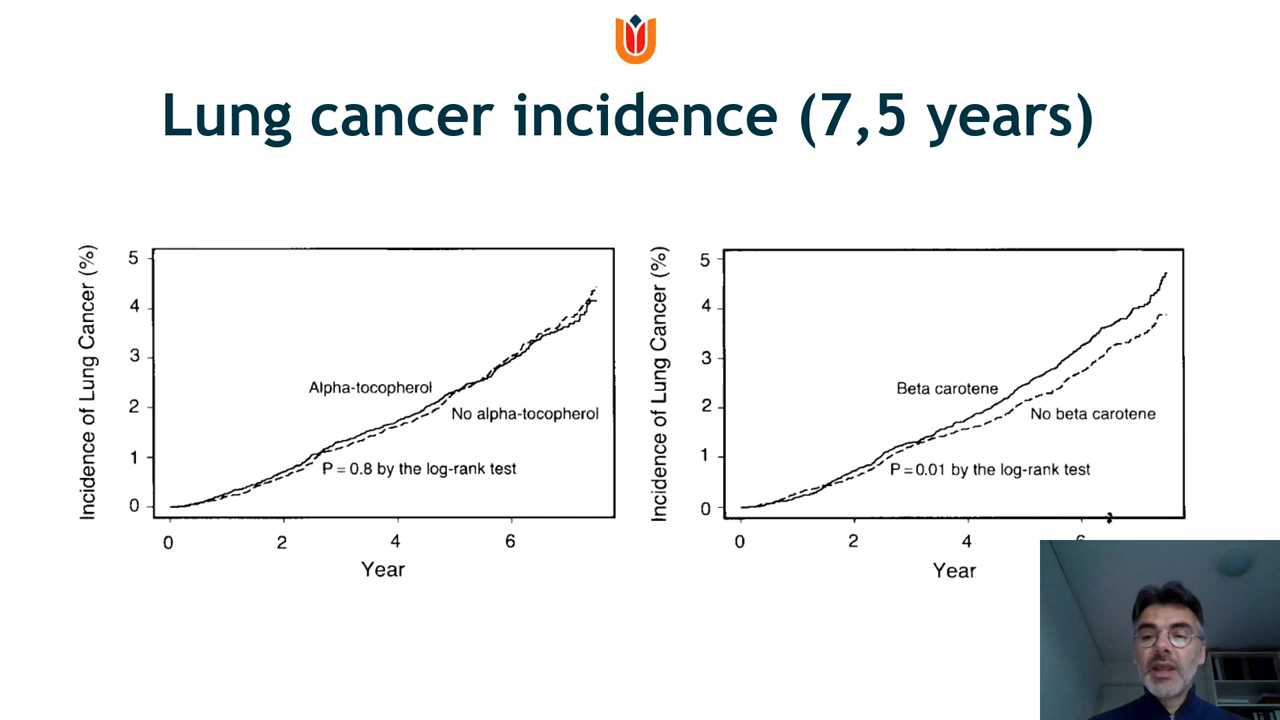 Lung cancer incidence (7,5 years)
Incidence of Lung Cancer (%)
5
4
3
2
1
0
Alpha-tocopherol
No alpha-tocopherol
P = 0.8 by the log-rank test
0 2 4 6
Year
Incidence of Lung Cancer (%)
5
4
3
2
1
0
Beta carotene
No beta carotene
P = 0.01 by the log-rank test
0 2 4 6
Year